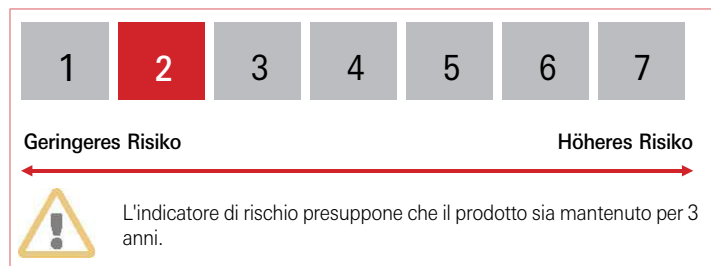 1 2 3 4 5 6 7
Geringeres Risiko Höheres Risiko
L'indicatore di rischio presuppone che il prodotto sia mantenuto per 3
anni.